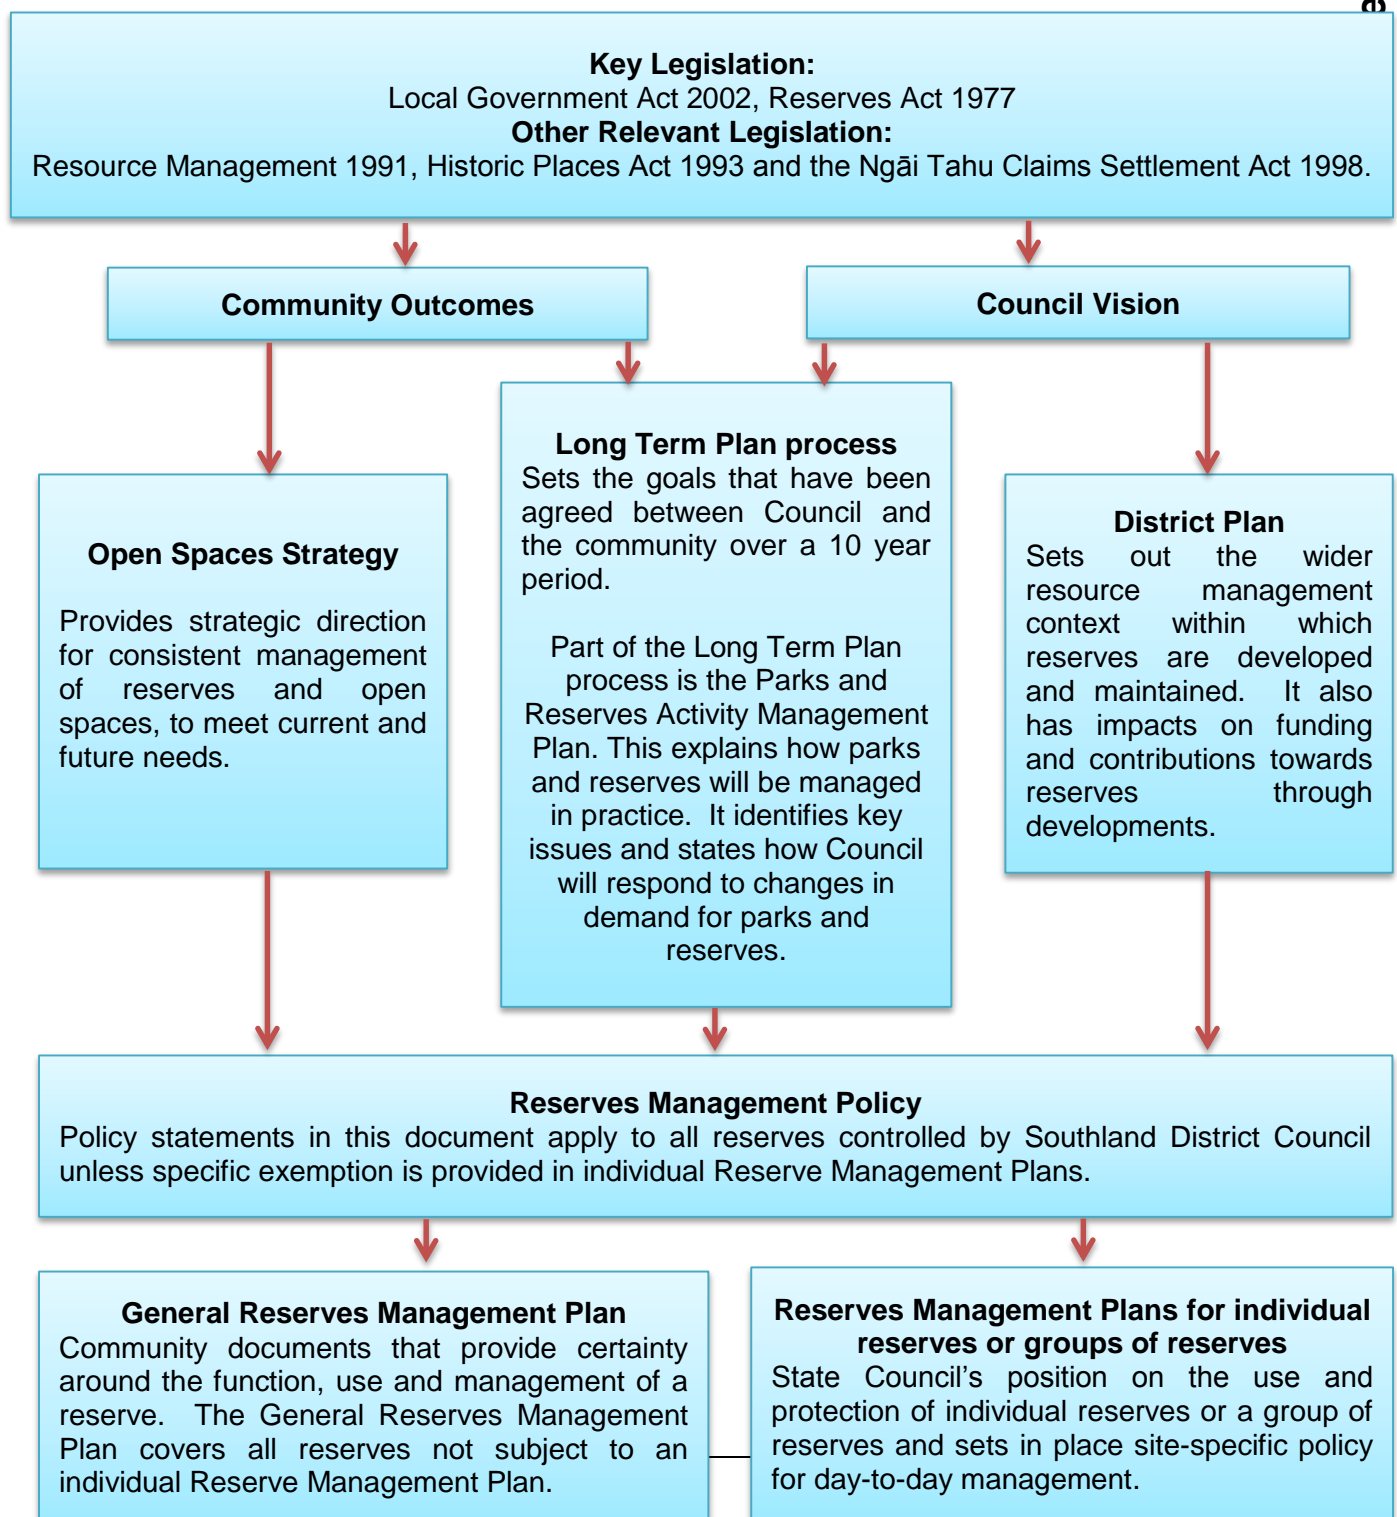 Key Legislation:
Local Government Act 2002, Reserves Act 1977
Other Relevant Legislation:
Resource Management 1991, Historic Places Act 1993 and the Ngāi Tahu Claims Settlement Act 1998.
Community Outcomes
Council Vision
Long Term Plan process
Sets the goals that have been
agreed between Council and
the community over a 10 year
period.
Part of the Long Term Plan
process is the Parks and
Reserves Activity Management
Plan. This explains how parks
and reserves will be managed
in practice. It identifies key
issues and states how Council
will respond to changes in
demand for parks and
reserves.
Open Spaces Strategy
Provides strategic direction
for consistent management
of reserves and open
spaces, to meet current and
future needs.
District Plan
Sets out the wider
resource management
context within which
reserves are developed
and maintained. It also
has impacts on funding
and contributions towards
reserves through
developments.
Reserves Management Policy
Policy statements in this document apply to all reserves controlled by Southland District Council
unless specific exemption is provided in individual Reserve Management Plans.
General Reserves Management Plan
Community documents that provide certainty
around the function, use and management of a
reserve. The General Reserves Management
Plan covers all reserves not subject to an
individual Reserve Management Plan.
Reserves Management Plans for individual
reserves or groups of reserves
State Council's position on the use and
protection of individual reserves or a group of
reserves and sets in place site-specific policy
for day-to-day management.